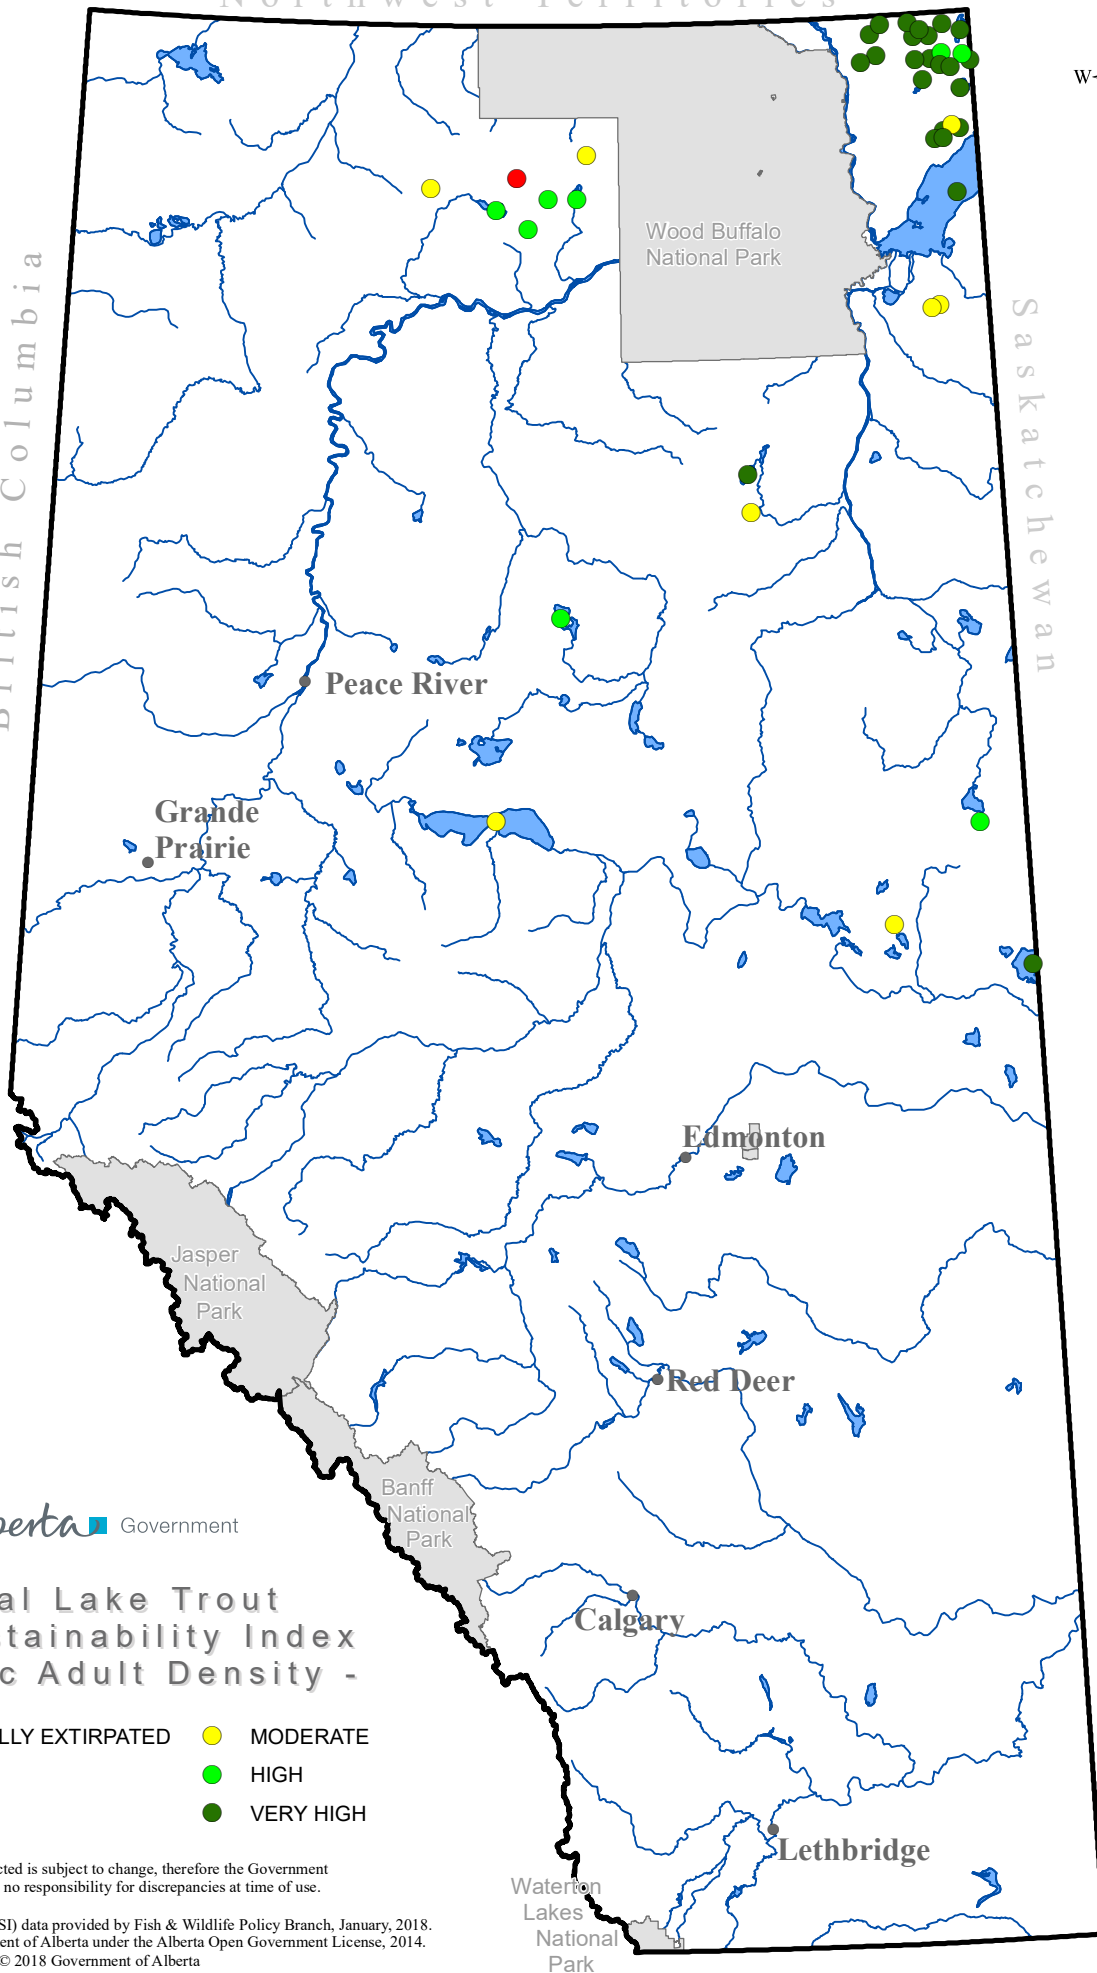 Northwest Territories
W
British Columbia
Saskatchewan
Wood Buffalo
National Park
Peace River
Grande
Prairie
Edmonton
Jasper
National
Park
Red Deer
Banff
National
Park
Government
Calgary
al Lake Trout
tainability Index
c Adult Density -
LLY EXTIRPATED
MODERATE
HIGH
VERY HIGH
Lethbridge
cted is subject to change, therefore the Government
no responsibility for discrepancies at time of use.
Waterton
Lakes
National
Park
SI) data provided by Fish & Wildlife Policy Branch, January, 2018.
ent of Alberta under the Alberta Open Government License, 2014.
© 2018 Government of Alberta